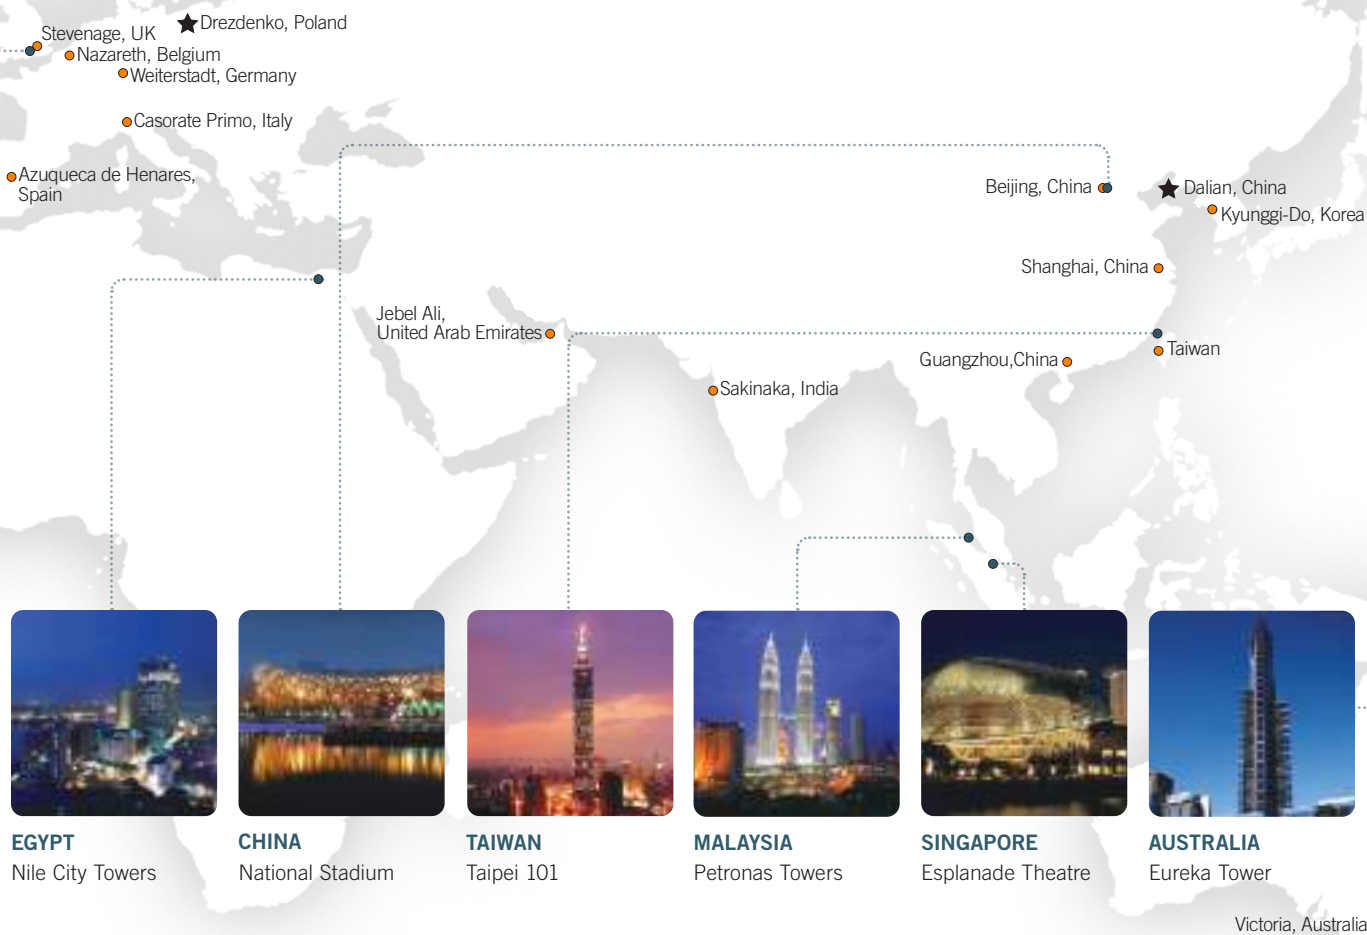 Drezdenko, Poland
Stevenage, UK
Nazareth, Belgium
Weiterstadt, Germany
Casorate Primo, Italy
Azuqueca de Henares,
Spain
Beijing, China
Dalian, China
Kyunggi-Do, Korea
Shanghai, China
Jebel Ali,
United Arab Emirates
Taiwan
Guangzhou,China
Sakinaka, India
EGYPT
Nile City Towers
CHINA
National Stadium
TAIWAN
Taipei 101
MALAYSIA
Petronas Towers
SINGAPORE
Esplanade Theatre
AUSTRALIA
Eureka Tower
Victoria, Australia